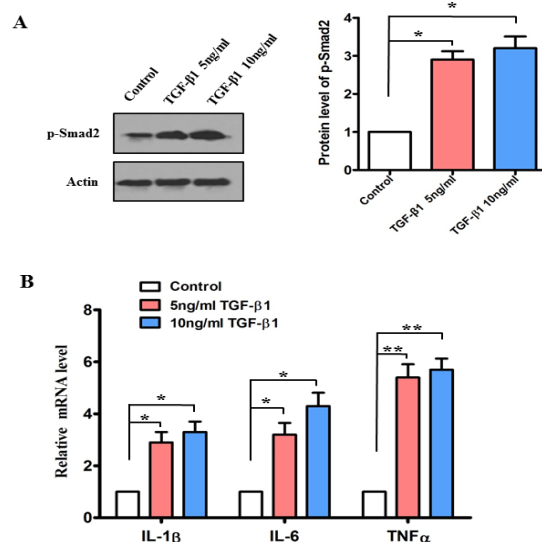 A
Control
TGF-β1 5ng/ml
TGF-β1 10ng/ml
p-Smad2
Actin
Protein level of p-Smad2
4
3
2
1
0
*
*
Control
TGF-β1 5ng/ml
TGF-β1 10ng/ml
B
Control
5ng/ml TGF-β1
10ng/ml TGF-β1
Relative mRNA level
8
6
4
2
0
*
*
*
*
**
**
IL-1β
IL-6
TNFα